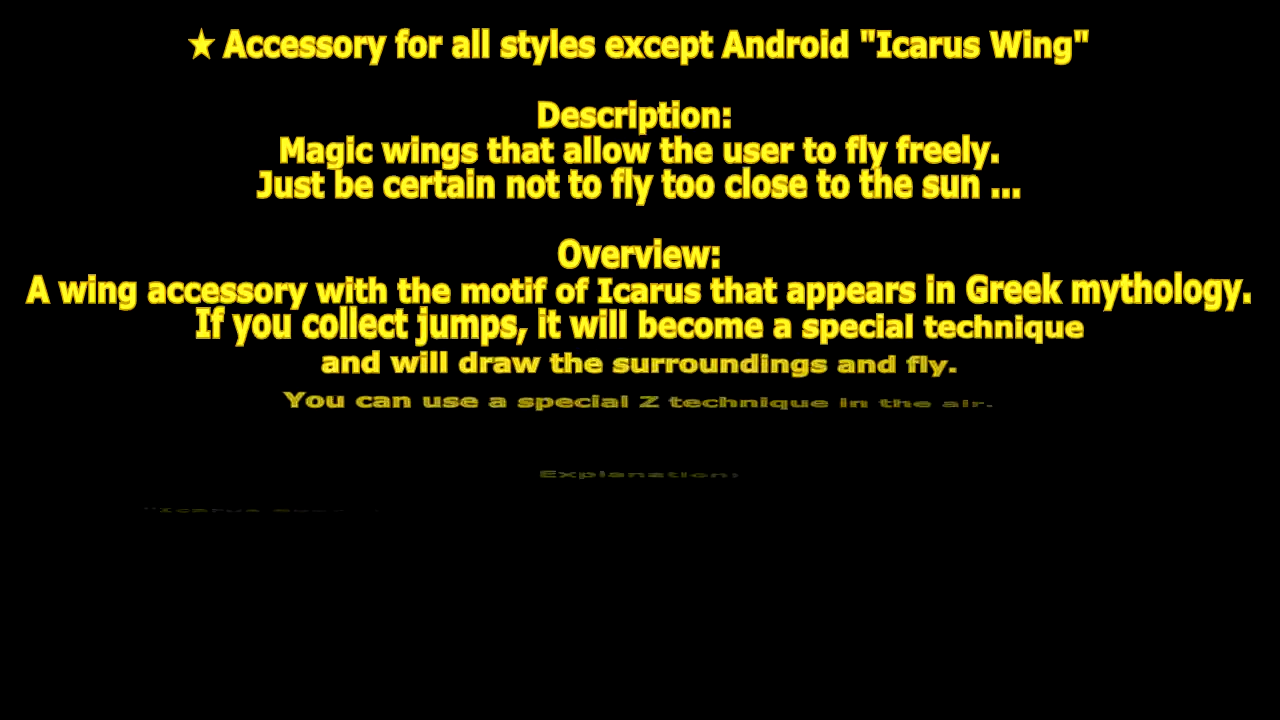 ★ Accessory for all styles except Android "Icarus Wing"
Description:
Magic wings that allow the user to fly freely.
Just be certain not to fly too close to the sun ...
Overview:
A wing accessory with the motif of Icarus that appears in Greek mythology.
If you collect jumps, it will become a special technique
and will draw the surroundings and fly.
You can use a special Z technique in the air.
Explanation:
"Icarus